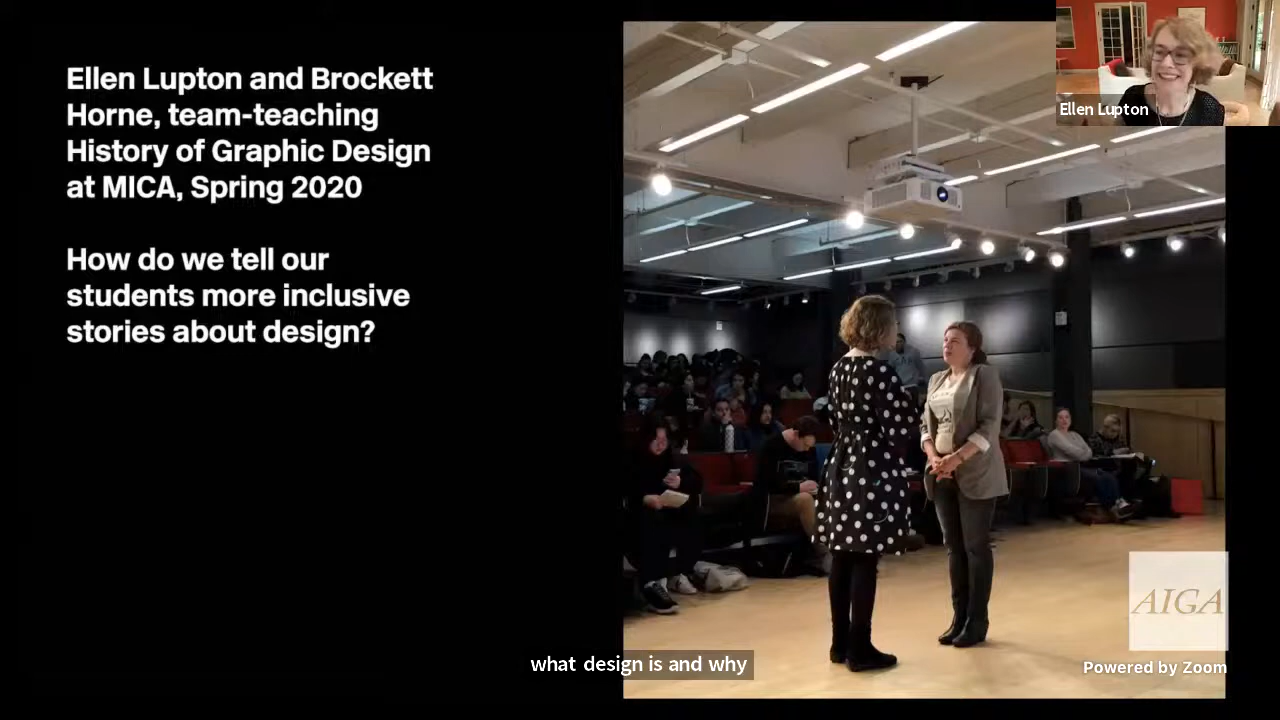 Ellen Lupton and Brockett
Horne, team-teaching
History of Graphic Design
at MICA, Spring 2020
How do we tell our
students more inclusive
stories about design?
Ellen Lupton
AIGA
what design is and why
Powered by Zoom